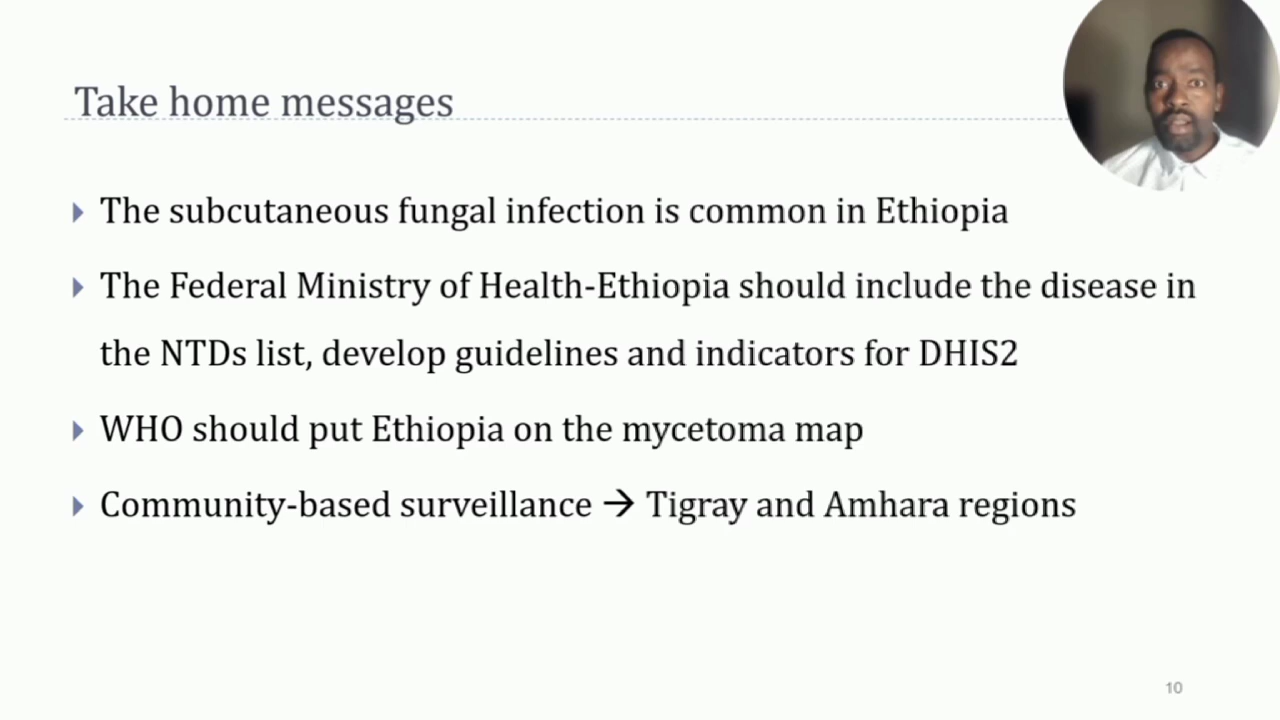 Take home messages
The subcutaneous fungal infection is common in Ethiopia
The Federal Ministry of Health-Ethiopia should include the disease in
the NTDs list, develop guidelines and indicators for DHIS2
WHO should put Ethiopia on the mycetoma map
Community-based surveillance → Tigray and Amhara regions
10